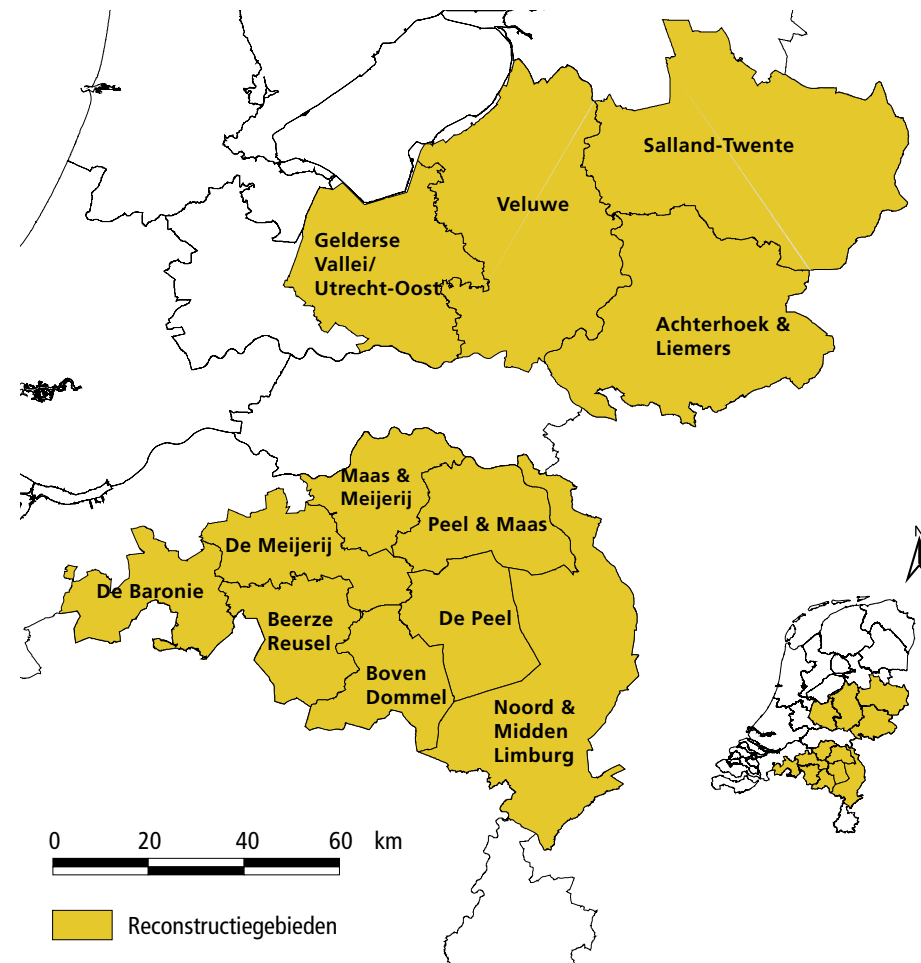 Salland-Twente
Veluwe
Gelderse
Vallei/
Utrecht-Oost
Achterhoek &
Liemers
Maas &
Meijerij
Peel & Maas
De Meijerij
De Baronie
Beerze
Reusel
De Peel
Boven
Dommel
Noord &
Midden
Limburg
0 20 40 60 km
Reconstructiegebieden